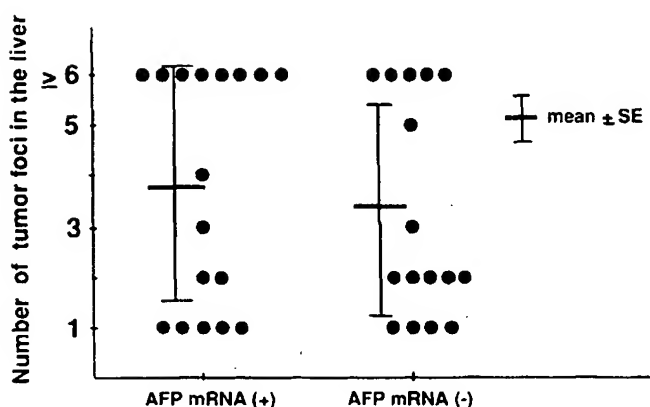 Number of tumor foci in the liver
≥ 6
5
3
1
mean ± SE
AFP mRNA (+)
AFP mRNA (-)